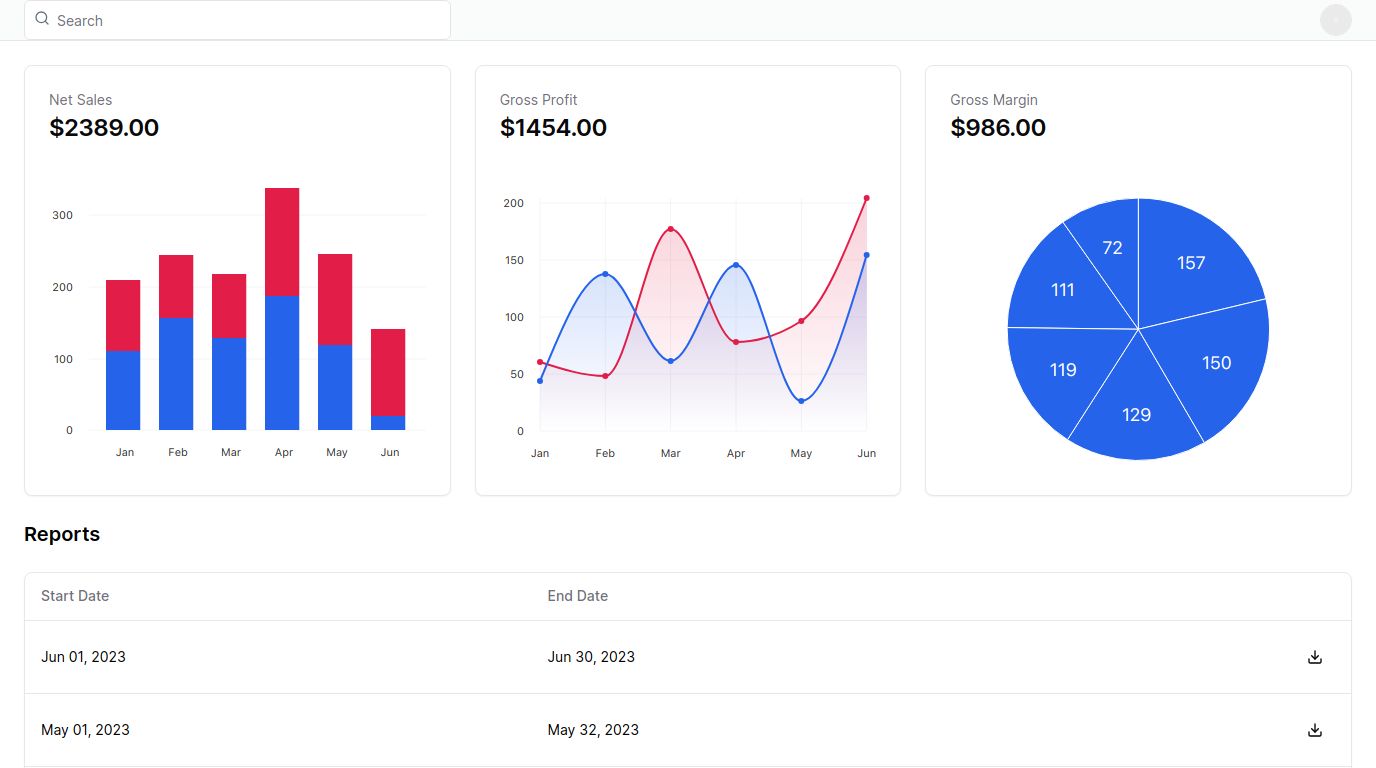 Search
Net Sales
$2389.00
300
200
100
0
Jan Feb Mar Apr May Jun
Gross Profit
$1454.00
200
150
100
50
0
Jan Feb Mar Apr May Jun
Gross Margin
$986.00
72 157
111
119 150
129
Reports
Start Date End Date
Jun 01, 2023 Jun 30, 2023
May 01, 2023 May 32, 2023